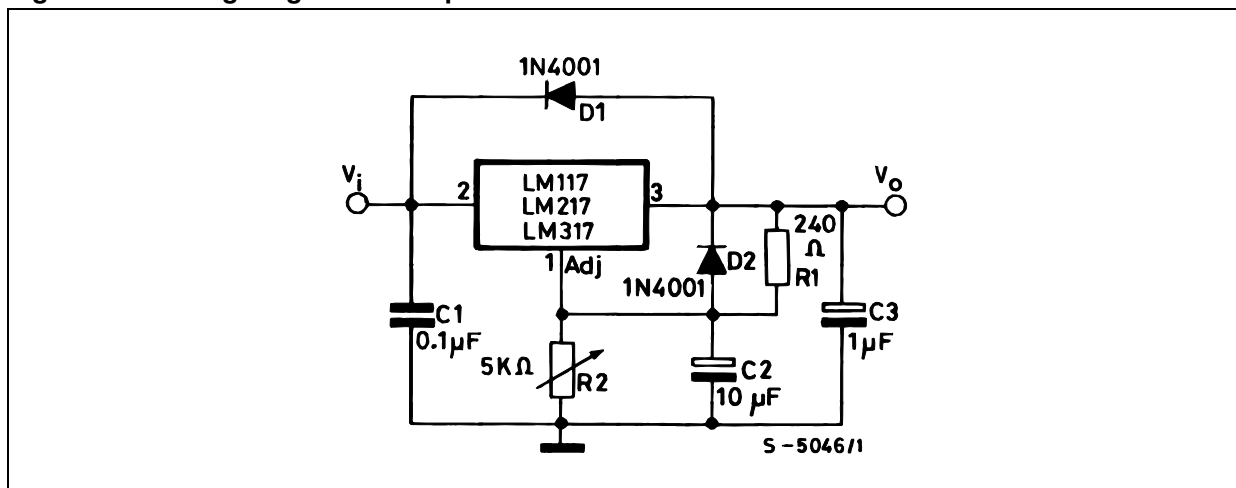 1N4001
D1
Vi
2
LM117
LM217
LM317
3
Vo
1 Adj
D2
1N4001
240
Ω
R1
C1
0.1µF
C3
1µF
5KΩ
R2
C2
10 µF
S-5046/1